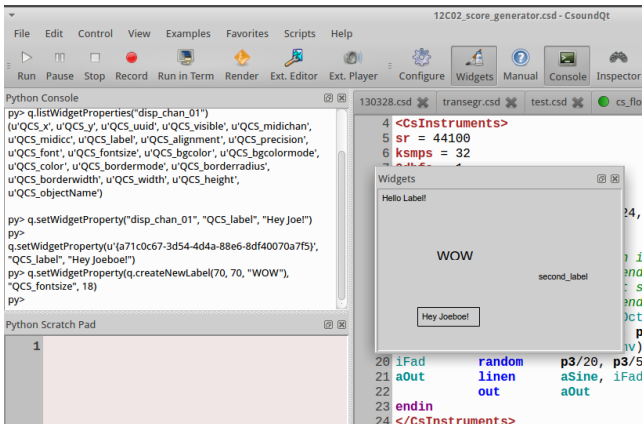 12C02_score_generator.csd - CsoundQt
File Edit Control View Examples Favorites Scripts Help
Run Pause Stop Record Run in Term Render Ext. Editor Ext. Player Configure Widgets Manual Console Inspector
Python Console
py> q.listWidgetProperties("disp_chan_01")
(u'QCS_x', u'QCS_y', u'QCS_uuid', u'QCS_visible', u'QCS_midichan',
u'QCS_midicc', u'QCS_label', u'QCS_alignment', u'QCS_precision',
u'QCS_font', u'QCS_fontsize', u'QCS_bgcolor', u'QCS_bgcolormode',
u'QCS_color', u'QCS_bordermode', u'QCS_borderradius',
u'QCS_borderwidth', u'QCS_width', u'QCS_height',
u'QCS_objectName')
py> q.setWidgetProperty("disp_chan_01", "QCS_label", "Hey Joe!")
py>
q.setWidgetProperty(u'{a71c0c67-3d54-4d4a-88e6-8df40070a7f5}',
"QCS_label", "Hey Joeboe!")
py> q.setWidgetProperty(q.createNewLabel(70, 70, "WOW"),
"QCS_fontsize", 18)
py>
Python Scratch Pad
1
130328.csd transegr.csd test.csd cs_flo
4 <CsInstruments>
5 sr = 44100
6 ksmps = 32
Widgets
Hello Label!
WOW
second_label
Hey Joeboe!
24,
20 iFad random p3/20, p3/5
21 aOut linen aSine, iFad
22 out aOut
23 endin
24 </CsInstruments>